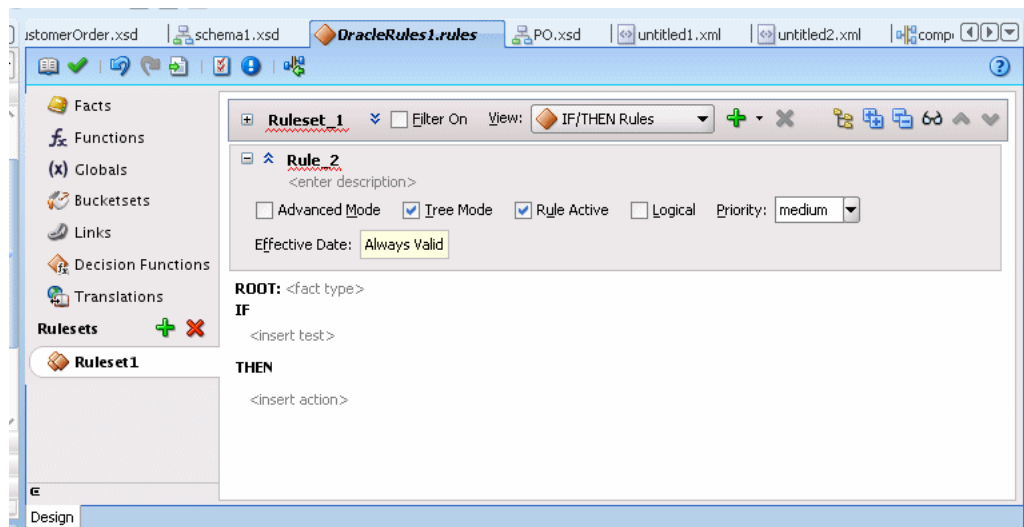 ustomerOrder.xsd schema1.xsd OracleRules1.rules PO.xsd untitled1.xml untitled2.xml comp
Facts
Functions
(x) Globals
Bucketsets
Links
Decision Functions
Translations
Rulesets
Ruleset1
Ruleset_1 Filter On View: IF/THEN Rules
Rule_2
<enter description>
Advanced Mode Tree Mode Rule Active Logical Priority: medium
Effective Date: Always Valid
ROOT: <fact type>
IF
<insert test>
THEN
<insert action>
Design